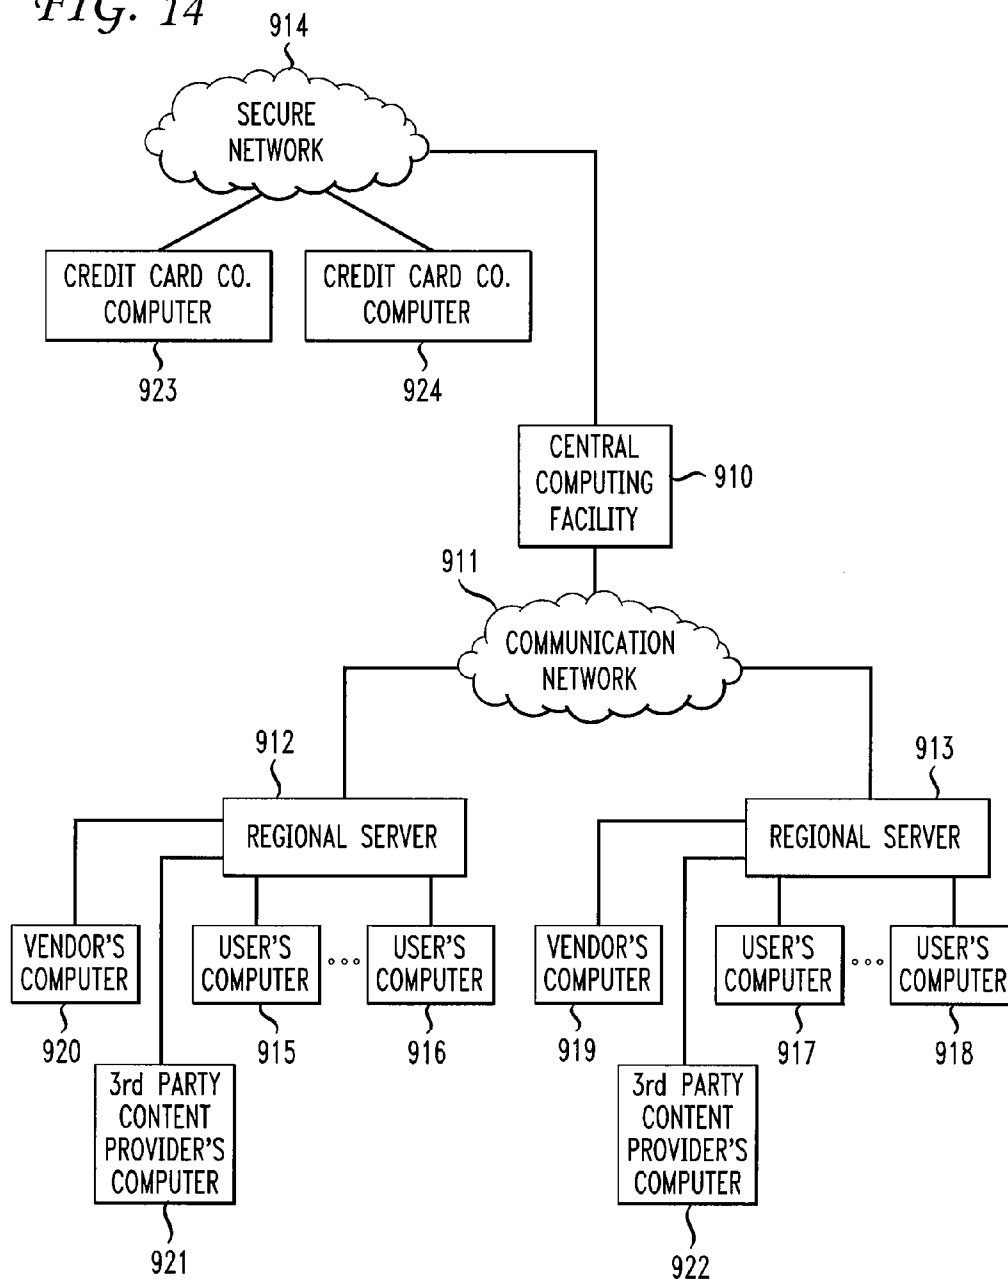 FIG. 14
914
SECURE
NETWORK
CREDIT CARD CO.
COMPUTER
CREDIT CARD CO.
COMPUTER
923
924
CENTRAL
COMPUTING
FACILITY
910
911
COMMUNICATION
NETWORK
912
913
REGIONAL SERVER
REGIONAL SERVER
VENDOR'S
COMPUTER
USER'S
COMPUTER
USER'S
COMPUTER
VENDOR'S
COMPUTER
USER'S
COMPUTER
USER'S
COMPUTER
920
915
916
919
917
918
3rd PARTY
CONTENT
PROVIDER'S
COMPUTER
3rd PARTY
CONTENT
PROVIDER'S
COMPUTER
921
922